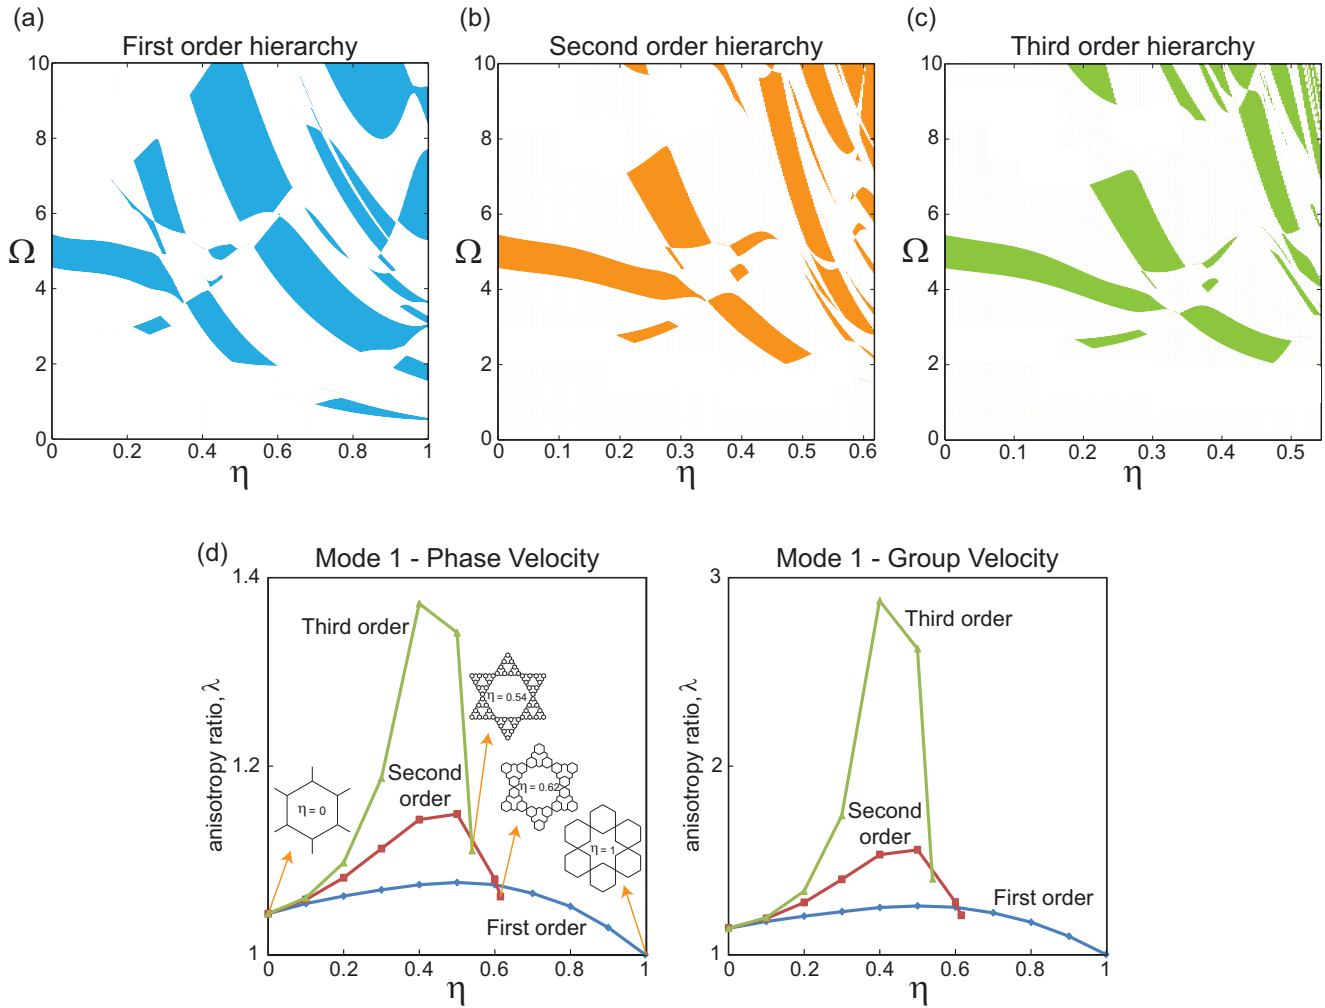 (a)
First order hierarchy
10
8
6
Ω
4
2
0
0 0.2 0.4 0.6 0.8 1
η
(b)
Second order hierarchy
10
8
6
Ω
4
2
0
0 0.1 0.2 0.3 0.4 0.5 0.6
η
(c)
Third order hierarchy
10
8
6
Ω
4
2
0
0 0.1 0.2 0.3 0.4 0.5
η
(d)
Mode 1 - Phase Velocity
1.4
1.2
1
anisotropy ratio, λ
Third order
Second
order
First order
η = 0
η = 0.54
η = 0.62
η = 1
0 0.2 0.4 0.6 0.8 1
η
Mode 1 - Group Velocity
3
2
1
anisotropy ratio, λ
Third order
Second
order
First order
0 0.2 0.4 0.6 0.8 1
η